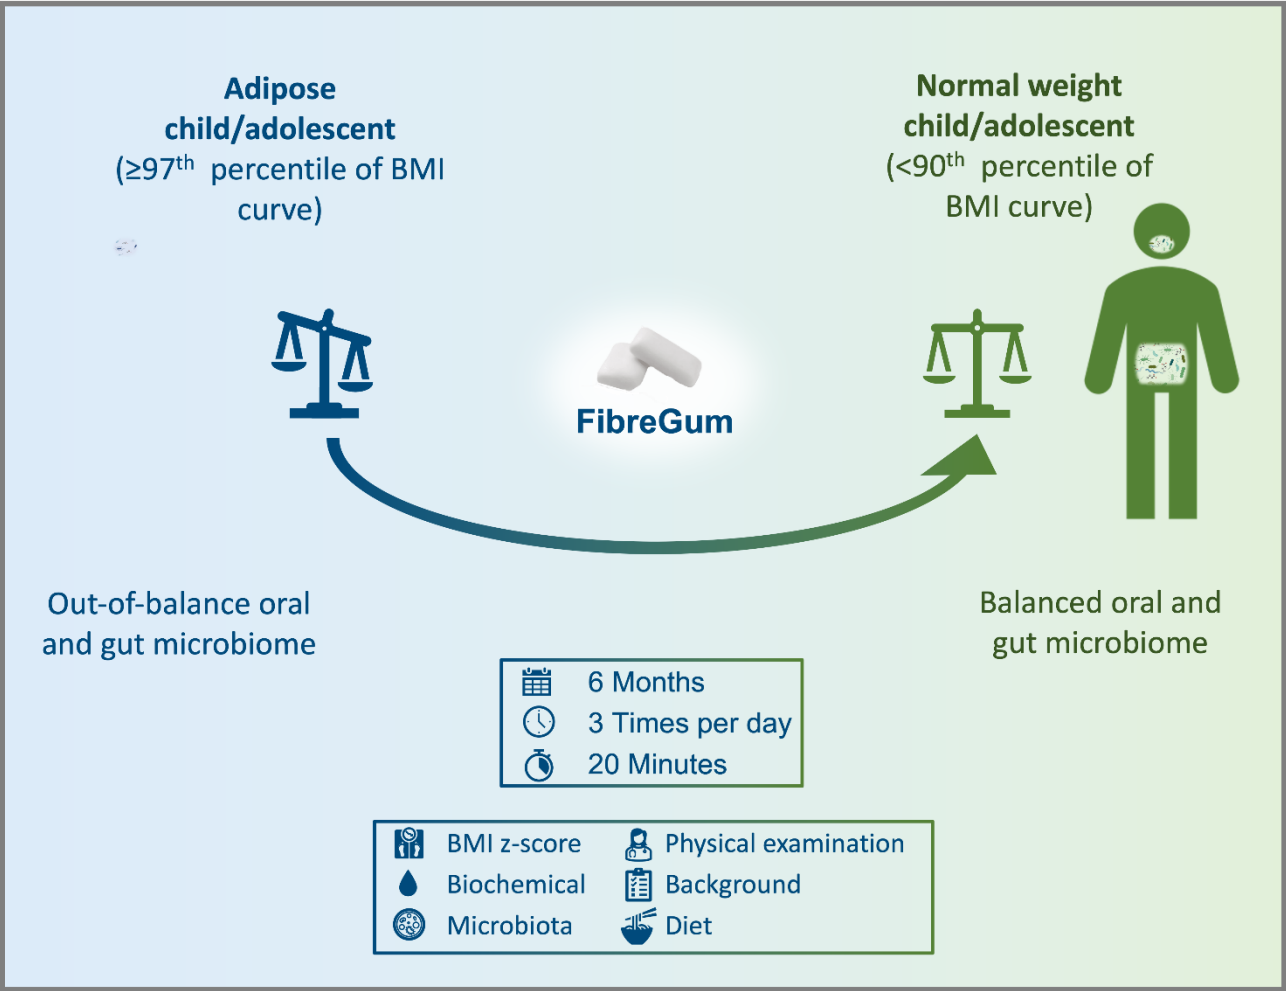 Adipose
child/adolescent
(≥97th percentile of BMI
curve)
Normal weight
child/adolescent
(<90th percentile of
BMI curve)
FibreGum
Out-of-balance oral
and gut microbiome
Balanced oral and
gut microbiome
6 Months
3 Times per day
20 Minutes
BMI z-score
Physical examination
Biochemical
Background
Microbiota
Diet